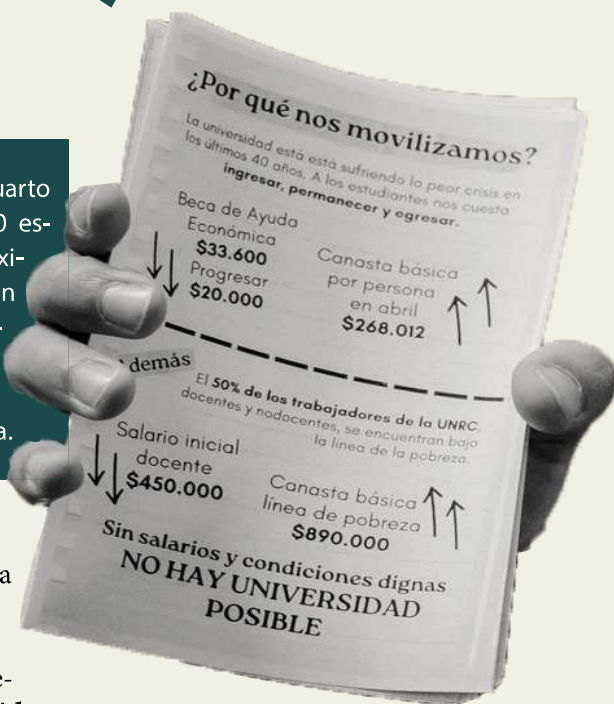 uarto
0 es-
xi-
n
-
a.
a
e-
¿Por qué nos movilizamos?
La universidad está está sufriendo la peor crisis en
los últimos 40 años. A los estudiantes nos cuesta
ingresar, permanecer y egresar.
Beca de Ayuda
Económica
$33.600
Progresar
$20.000
Canasta básica
por persona
en abril
$268.012
demás
El 50% de los trabajadores de la UNRC,
docentes y nodocentes, se encuentran bajo
la línea de la pobreza.
Salario inicial
docente
$450.000
Canasta básica
línea de pobreza
$890.000
Sin salarios y condiciones dignas
NO HAY UNIVERSIDAD
POSIBLE